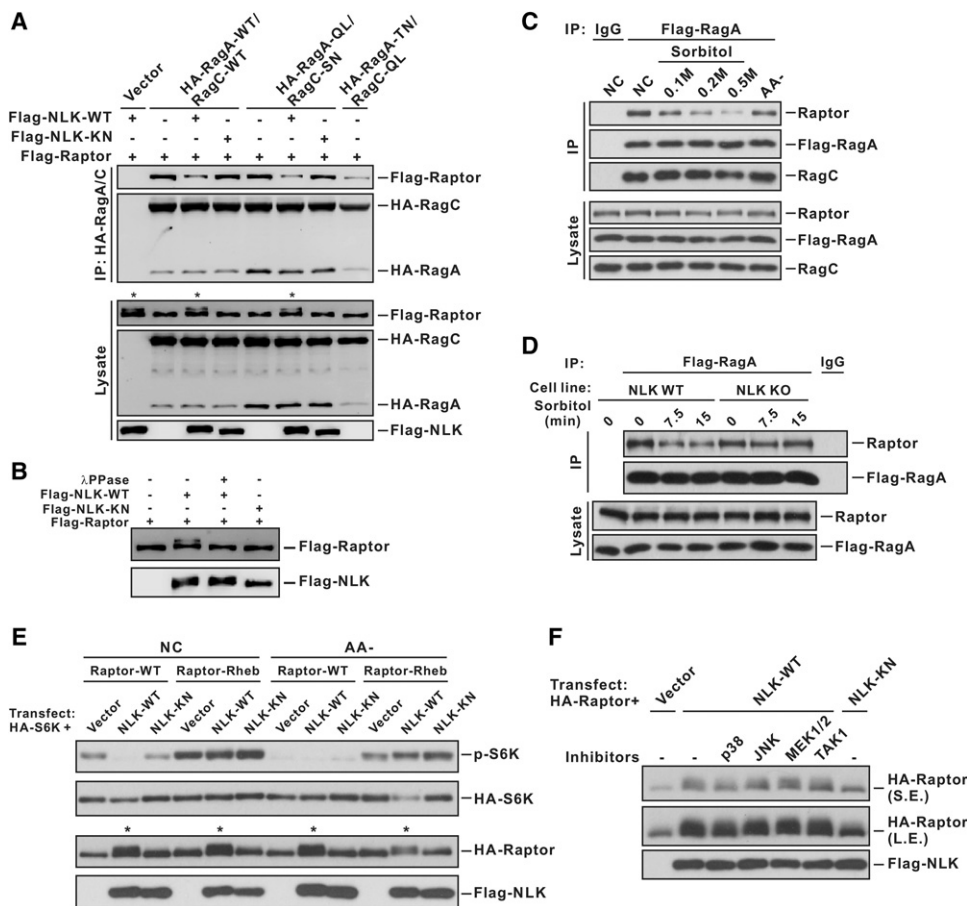 A
Vector
HA-RagA-WT/
RagC-WT
HA-RagA-QL/
RagC-SN
HA-RagA-TN/
RagC-QL
Flag-NLK-WT + - + - - + - -
Flag-NLK-KN - - - + - - + -
Flag-Raptor + + + + + + + +
IP: HA-RagA/C
Flag-Raptor
HA-RagC
HA-RagA
* * *
Lysate
Flag-Raptor
HA-RagC
HA-RagA
Flag-NLK
B
λPPase - - + -
Flag-NLK-WT - + + -
Flag-NLK-KN - - - +
Flag-Raptor + + + +
Flag-Raptor
Flag-NLK
C
IP: IgG Flag-RagA
Sorbitol
NC NC 0.1M 0.2M 0.5M AA-
IP
Raptor
Flag-RagA
RagC
Lysate
Raptor
Flag-RagA
RagC
D
IP: Flag-RagA IgG
Cell line: NLK WT NLK KO
Sorbitol
(min) 0 0 7.5 15 0 7.5 15
IP
Raptor
Flag-RagA
Lysate
Raptor
Flag-RagA
E
NC AA-
Raptor-WT Raptor-Rheb Raptor-WT Raptor-Rheb
Transfect:
HA-S6K +
Vector NLK-WT NLK-KN Vector NLK-WT NLK-KN Vector NLK-WT NLK-KN Vector NLK-WT NLK-KN
p-S6K
HA-S6K
* * * *
HA-Raptor
Flag-NLK
F
Transfect:
HA-Raptor+
Vector NLK-WT NLK-KN
Inhibitors - - p38 JNK MEK1/2 TAK1 -
HA-Raptor
(S.E.)
HA-Raptor
(L.E.)
Flag-NLK